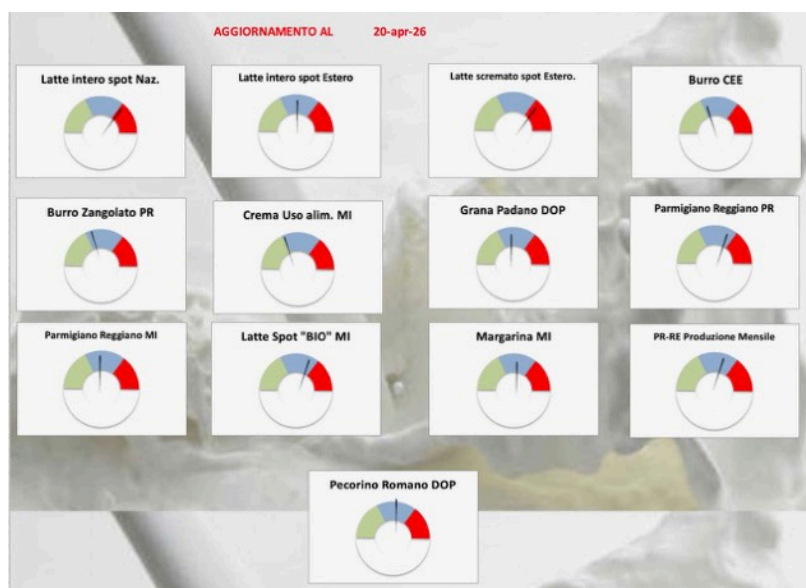 AGGIORNAMENTO AL 20-apr-26
Latte intero spot Naz.
Latte intero spot Estero
Latte scremato spot Estero.
Burro CEE
Burro Zangolato PR
Crema Uso alim. MI
Grana Padano DOP
Parmigiano Reggiano PR
Parmigiano Reggiano MI
Latte Spot "BIO" MI
Margarina MI
PR-RE Produzione Mensile
Pecorino Romano DOP